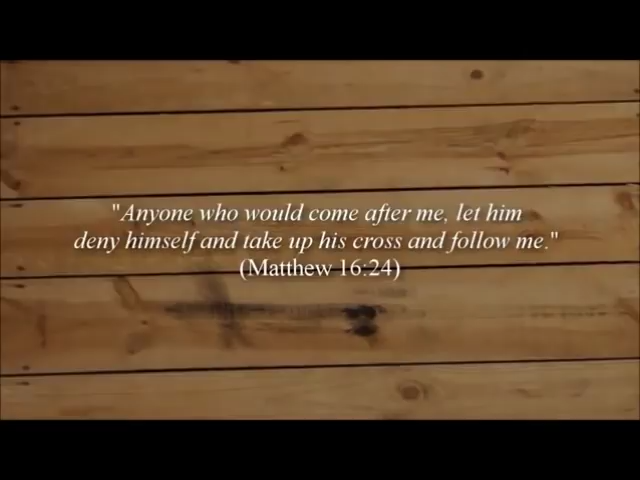 "Anyone who would come after me, let him
deny himself and take up his cross and follow me."
(Matthew 16:24)